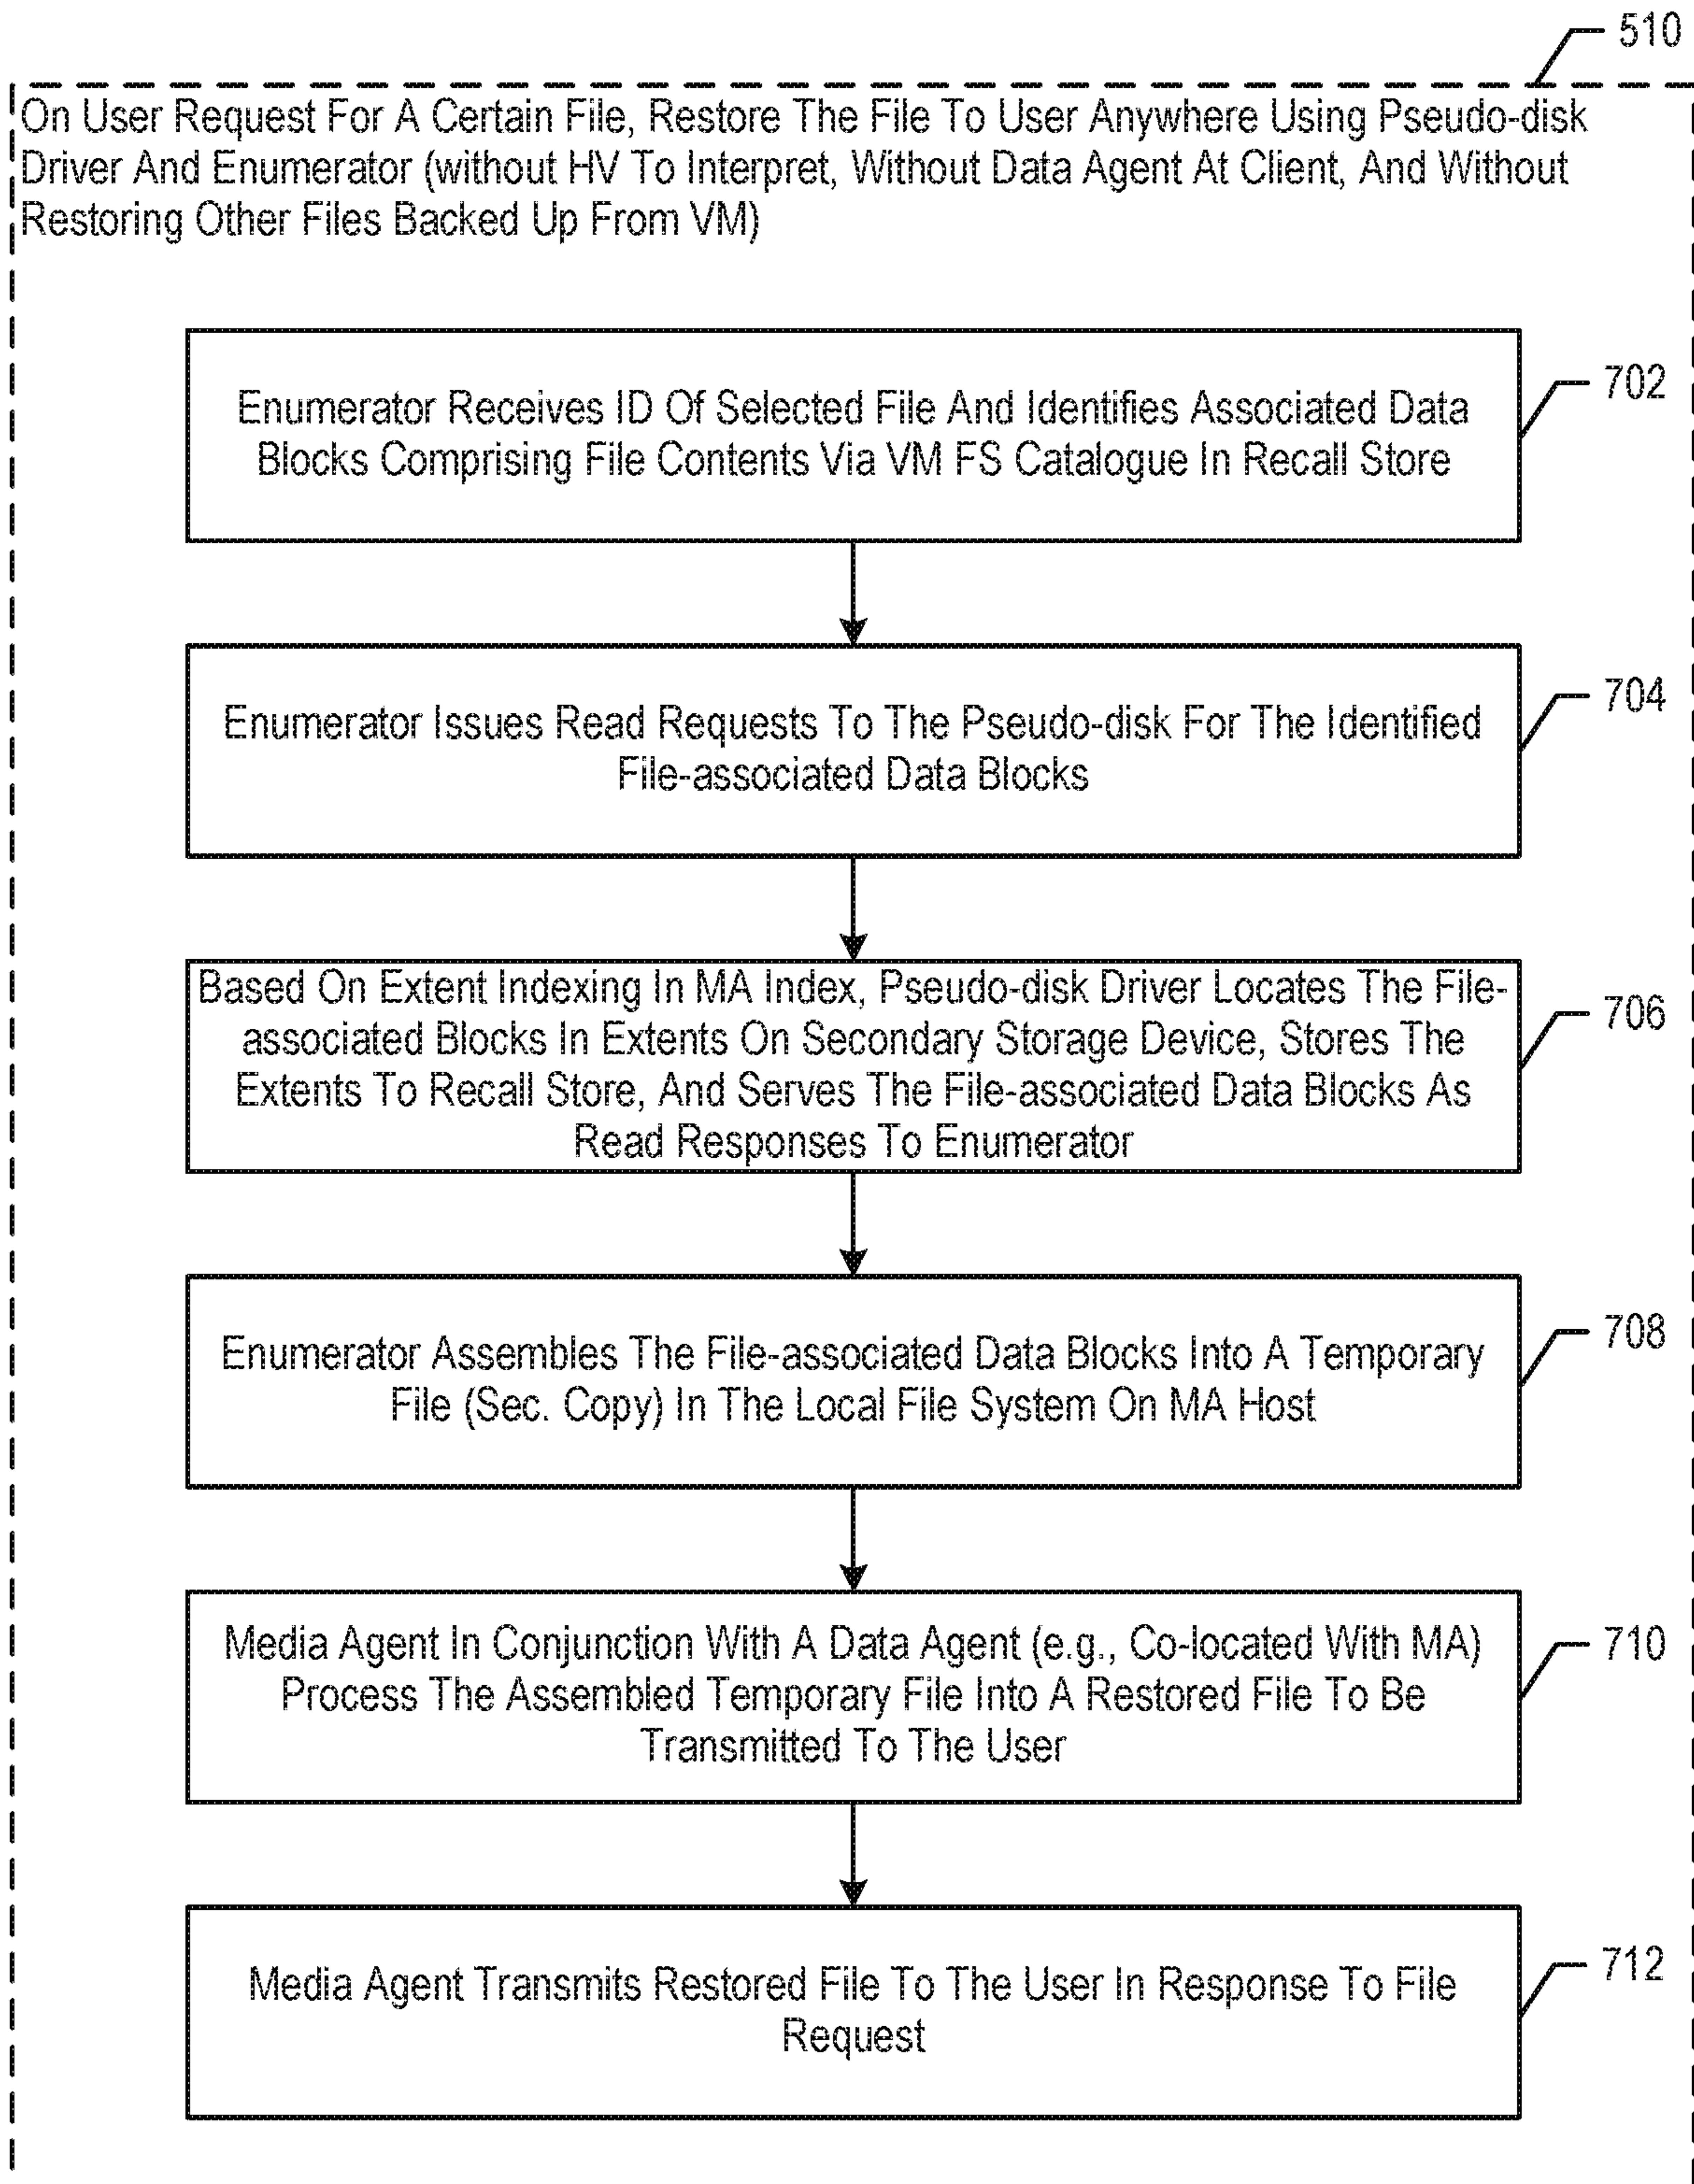 510
On User Request For A Certain File, Restore The File To User Anywhere Using Pseudo-disk
Driver And Enumerator (without HV To Interpret, Without Data Agent At Client, And Without
Restoring Other Files Backed Up From VM)
Enumerator Receives ID Of Selected File And Identifies Associated Data
Blocks Comprising File Contents Via VM FS Catalogue In Recall Store
702
Enumerator Issues Read Requests To The Pseudo-disk For The Identified
File-associated Data Blocks
704
Based On Extent Indexing In MA Index, Pseudo-disk Driver Locates The File-
associated Blocks In Extents On Secondary Storage Device, Stores The
Extents To Recall Store, And Serves The File-associated Data Blocks As
Read Responses To Enumerator
706
Enumerator Assembles The File-associated Data Blocks Into A Temporary
File (Sec. Copy) In The Local File System On MA Host
708
Media Agent In Conjunction With A Data Agent (e.g., Co-located With MA)
Process The Assembled Temporary File Into A Restored File To Be
Transmitted To The User
710
Media Agent Transmits Restored File To The User In Response To File
Request
712